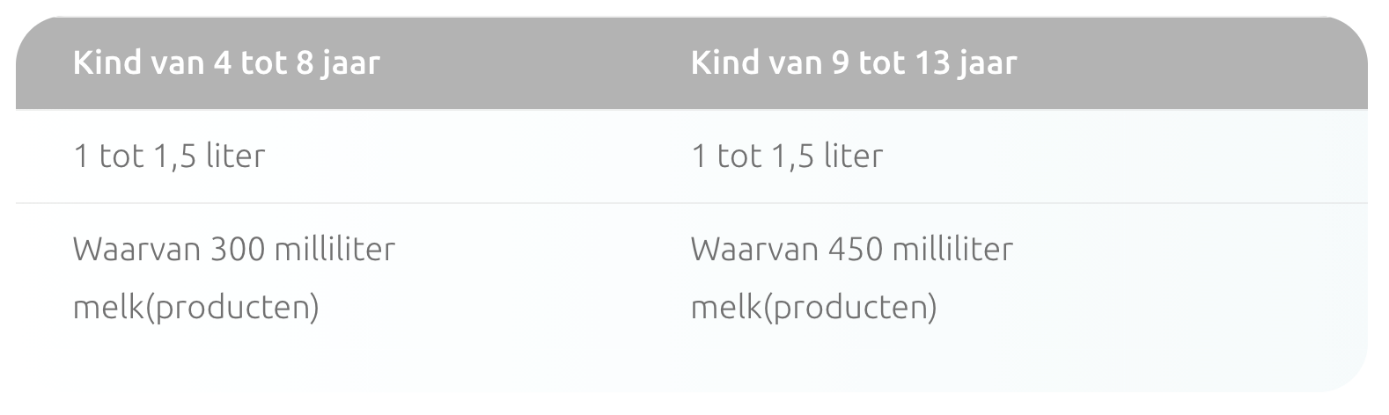 Kind van 4 tot 8 jaar Kind van 9 tot 13 jaar
1 tot 1,5 liter 1 tot 1,5 liter
Waarvan 300 milliliter Waarvan 450 milliliter
melk(producten) melk(producten)